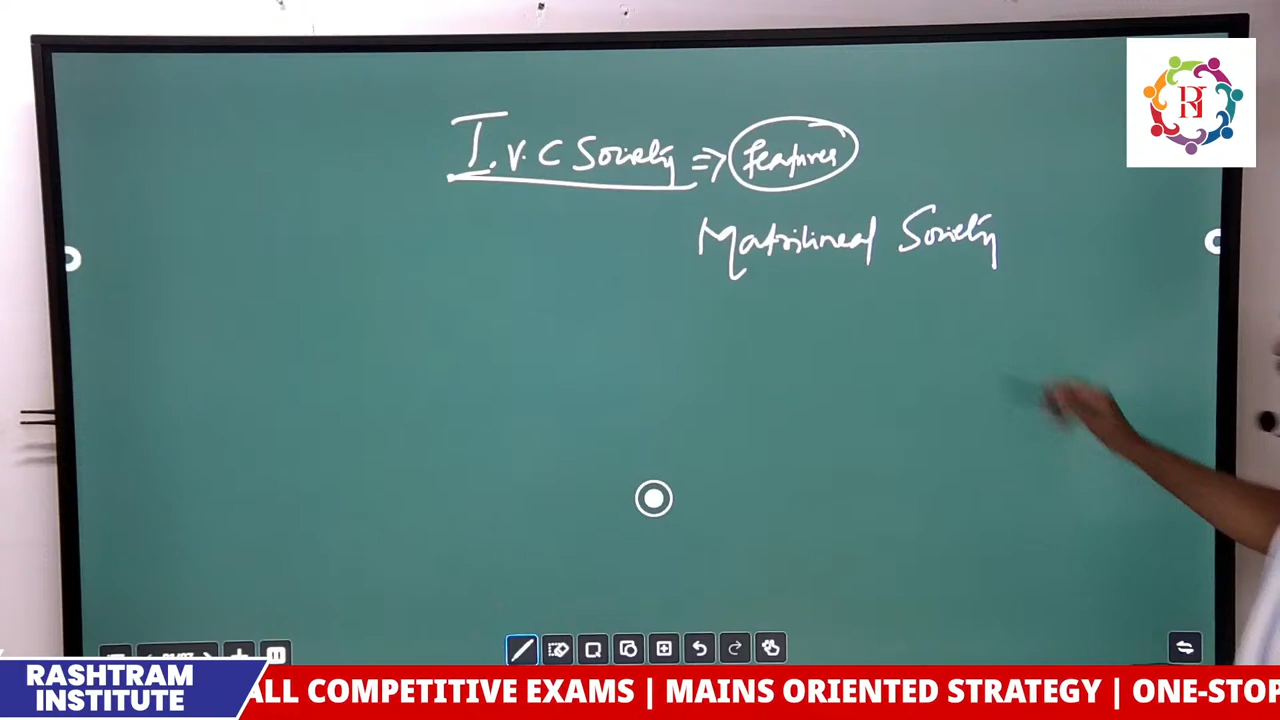 I.V.C Society => features
Matrilineal Society
RASHTRAM
INSTITUTE
ALL COMPETITIVE EXAMS | MAINS ORIENTED STRATEGY | ONE-STOP